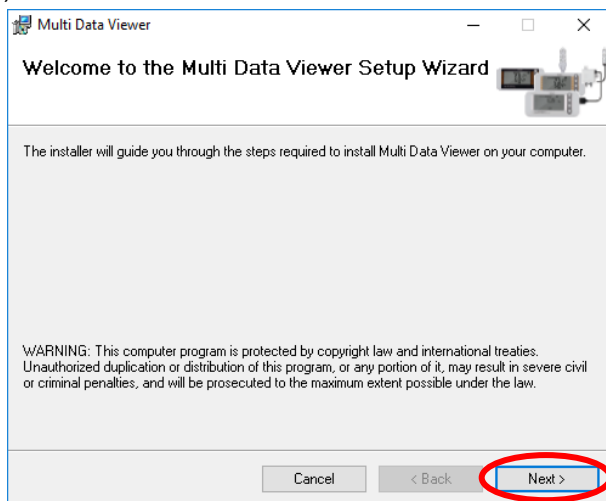 Multi Data Viewer
Welcome to the Multi Data Viewer Setup Wizard
The installer will guide you through the steps required to install Multi Data Viewer on your computer.
WARNING: This computer program is protected by copyright law and international treaties.
Unauthorized duplication or distribution of this program, or any portion of it, may result in severe civil
or criminal penalties, and will be prosecuted to the maximum extent possible under the law.
Cancel
< Back
Next >